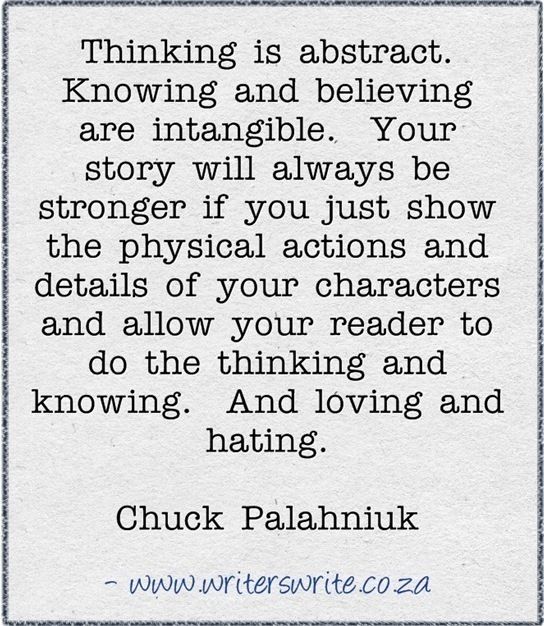 Thinking is abstract.
Knowing and believing
are intangible. Your
story will always be
stronger if you just show
the physical actions and
details of your characters
and allow your reader to
do the thinking and
knowing. And loving and
hating.
Chuck Palahniuk
- www.writerswrite.co.za